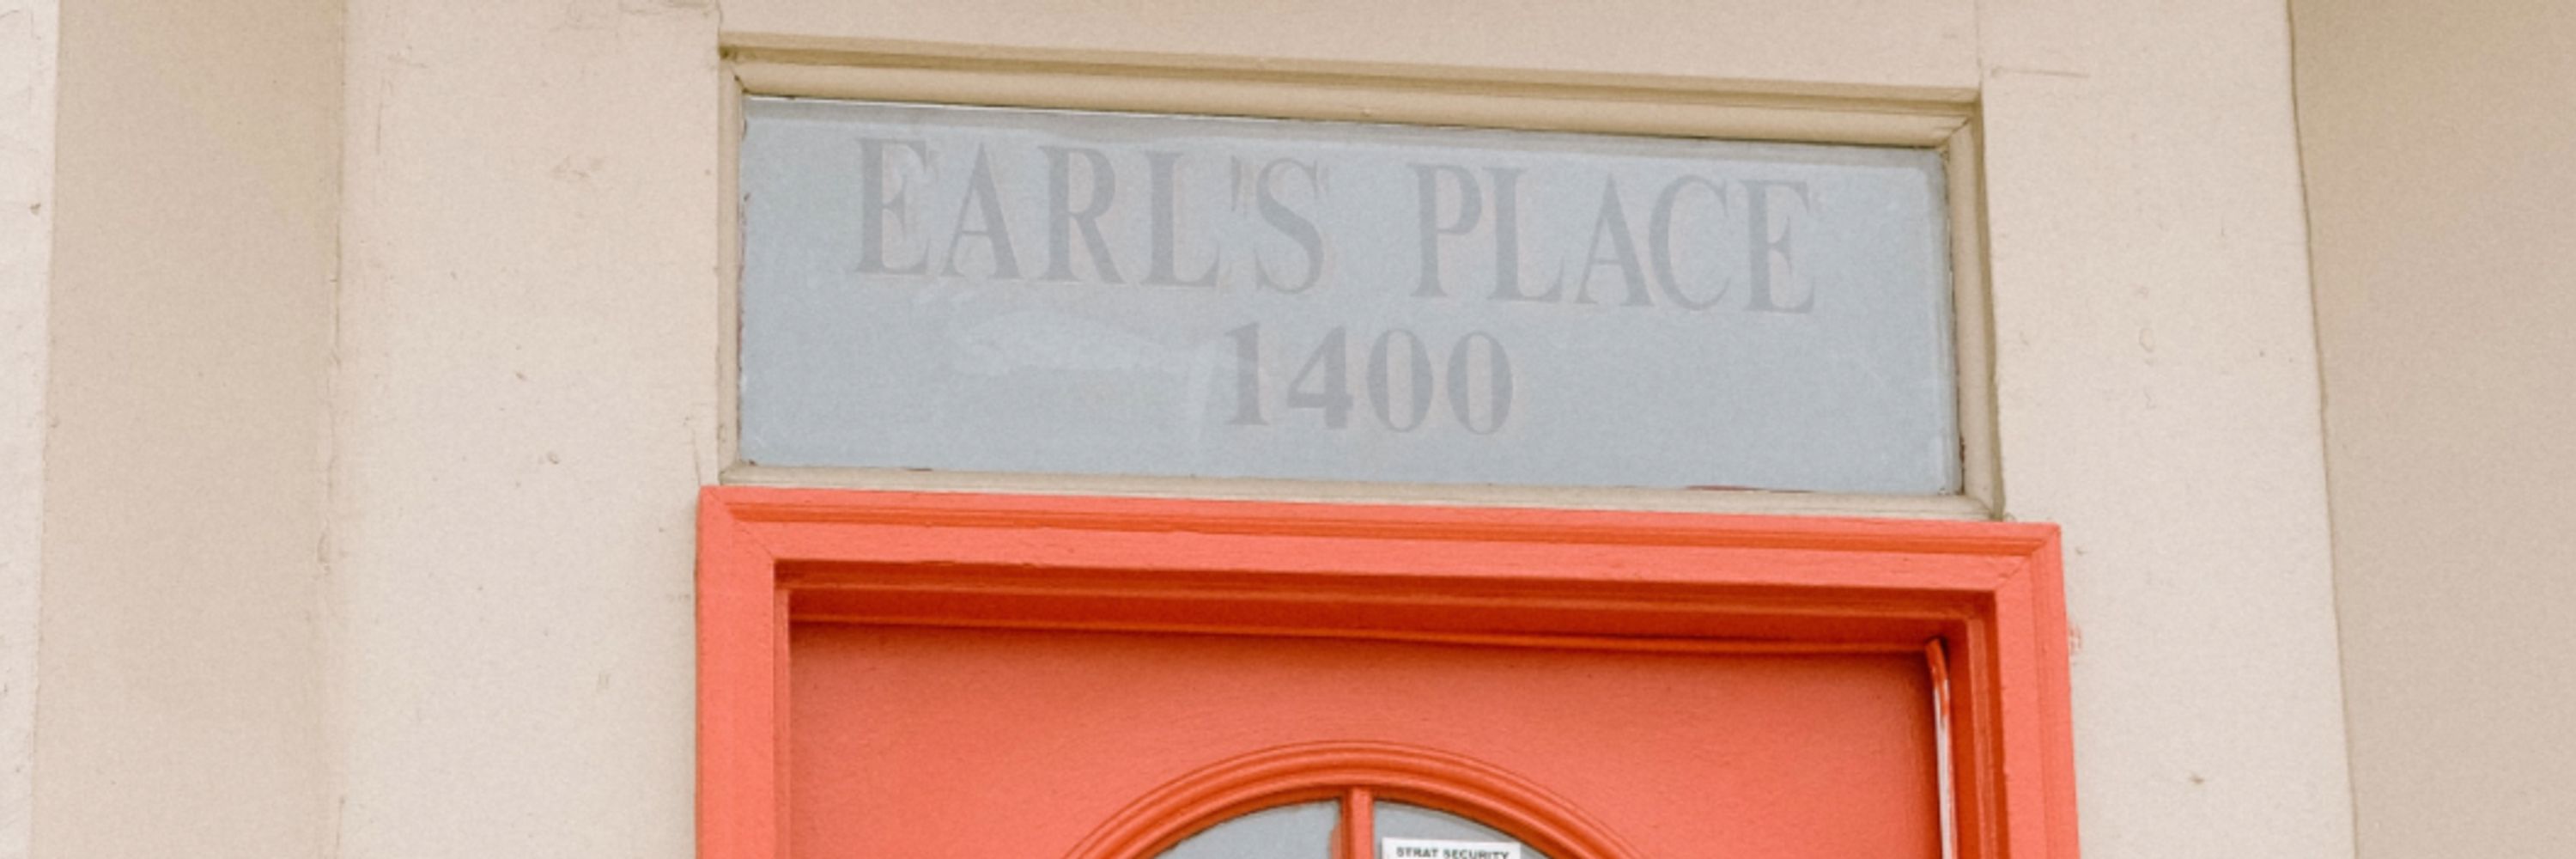 EARL'S PLACE
1400
STRAT SECURITY